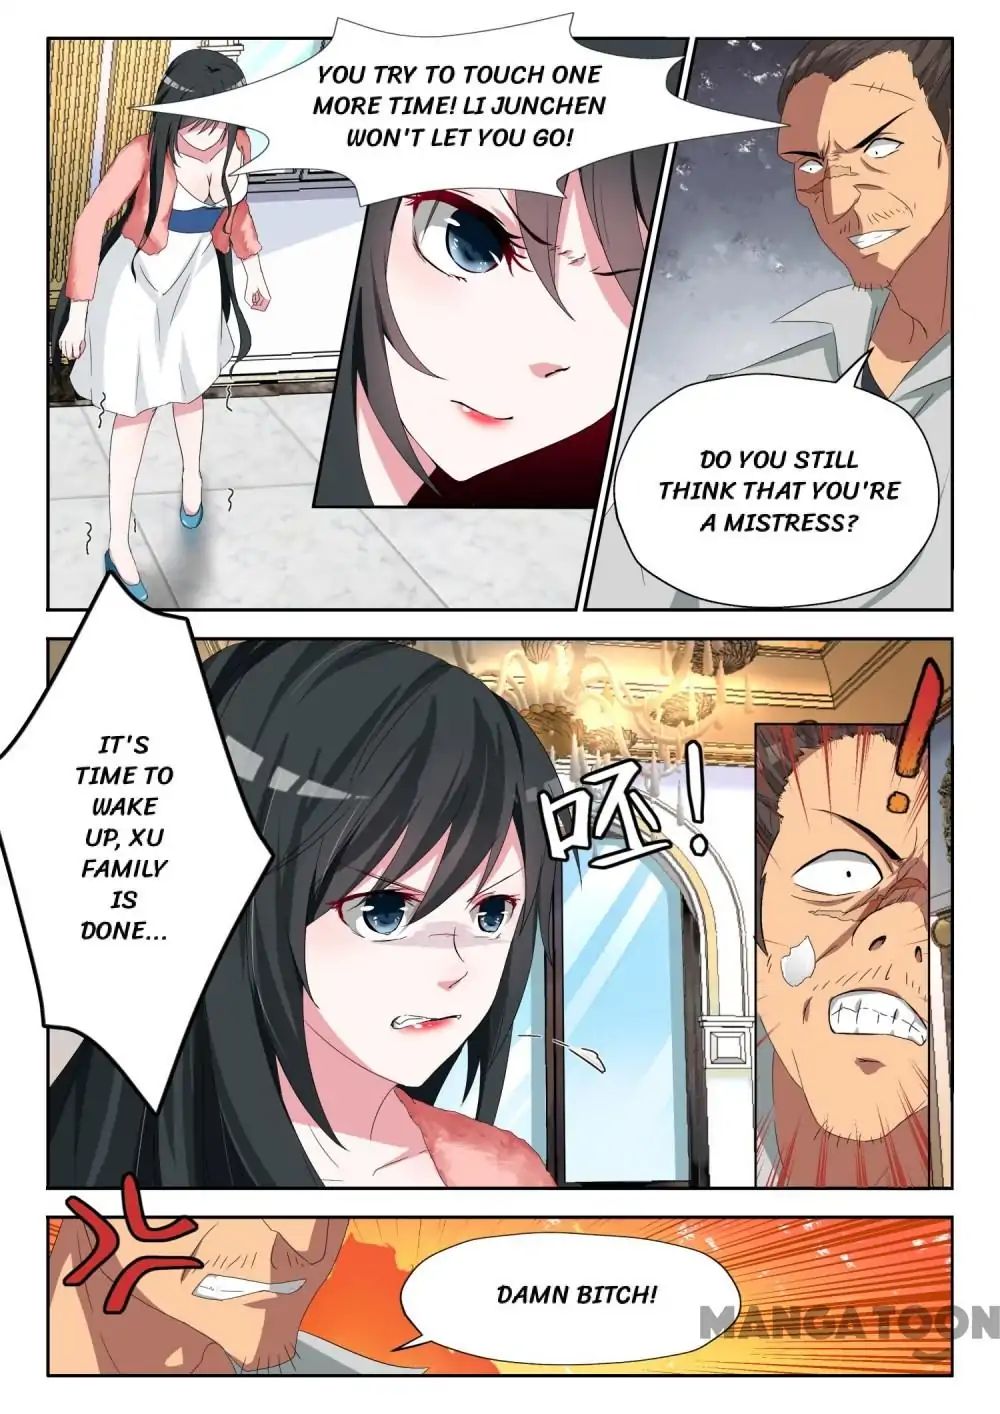 YOU TRY TO TOUCH ONE
MORE TIME! LI JUNCHEN
WON'T LET YOU GO!
DO YOU STILL
THINK THAT YOU'RE
A MISTRESS?
IT'S
TIME TO
WAKE
UP, XU
FAMILY
IS
DONE...
呸!
!
DAMN BITCH!
MANGATOON